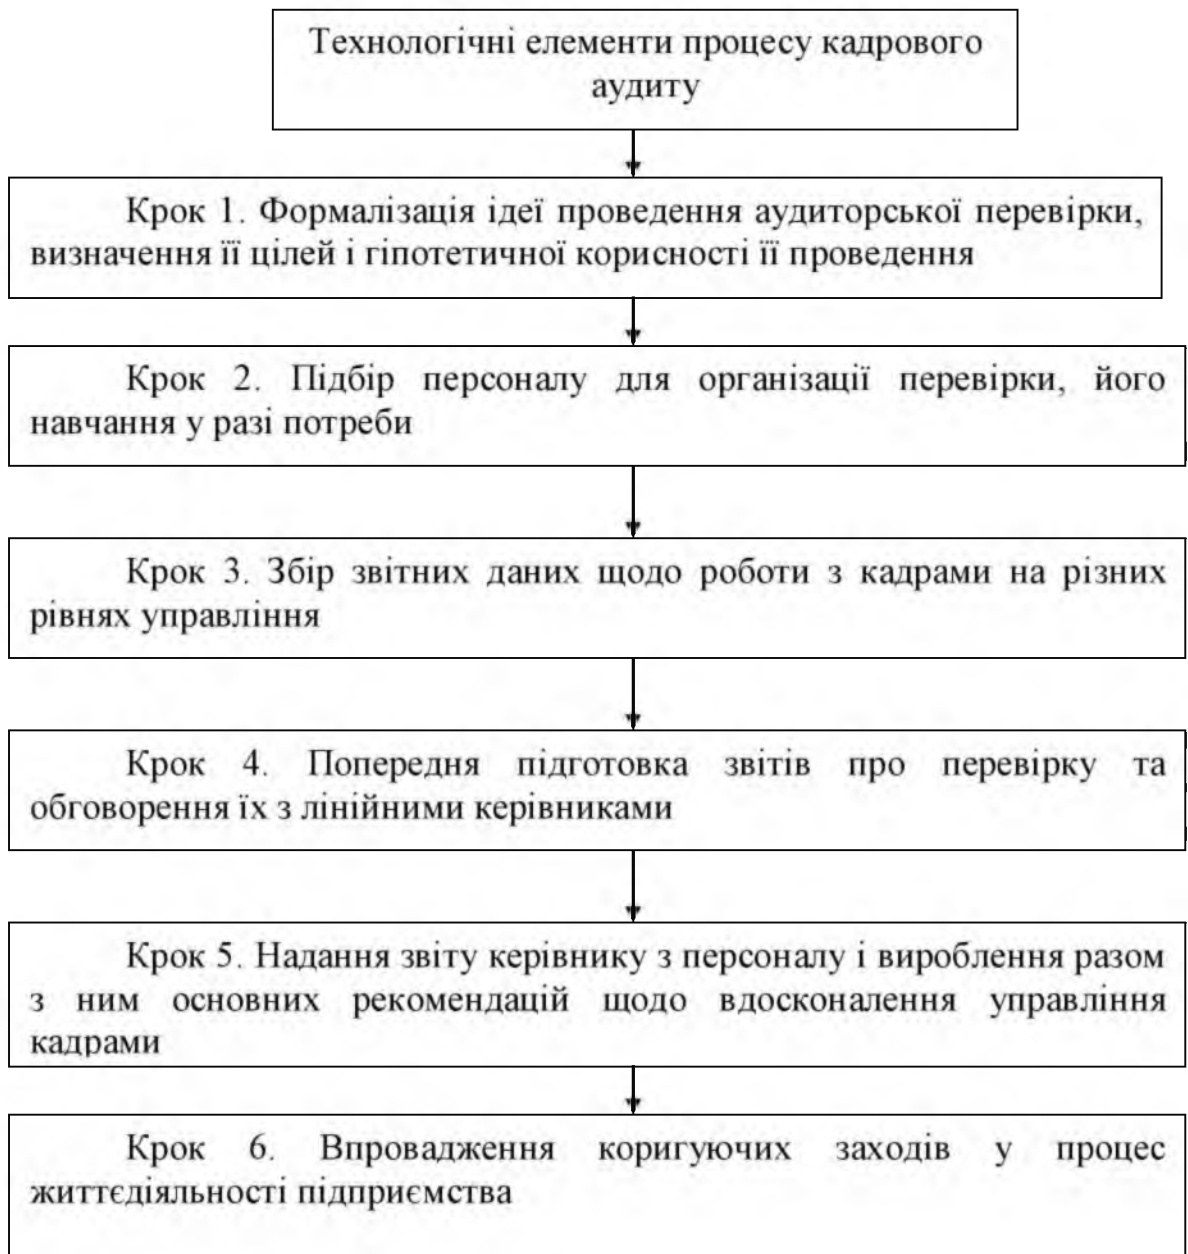 Технологічні елементи процесу кадрового
аудиту
Крок 1. Формалізація ідеї проведення аудиторської перевірки,
визначення її цілей і гіпотетичної корисності її проведення
Крок 2. Підбір персоналу для організації перевірки, його
навчання у разі потреби
Крок 3. Збір звітних даних щодо роботи з кадрами на різних
рівнях управління
Крок 4. Попередня підготовка звітів про перевірку та
обговорення їх з лінійними керівниками
Крок 5. Надання звіту керівнику з персоналу і вироблення разом
з ним основних рекомендацій щодо вдосконалення управління
кадрами
Крок 6. Впровадження коригуючих заходів у процес
життєдіяльності підприємства